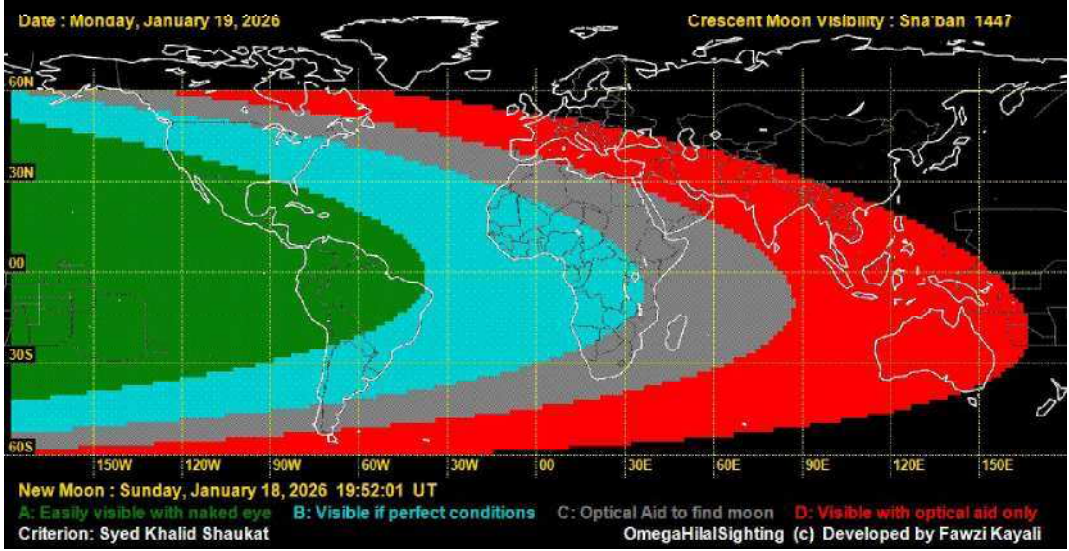 Date : Monday, January 19, 2026 Crescent Moon Visibility : Sha'ban 1447
60N
30N
00
30S
60S
150W 120W 90W 60W 30W 00 30E 60E 90E 120E 150E
New Moon : Sunday, January 18, 2026 19:52:01 UT
A: Easily visible with naked eye B: Visible if perfect conditions C: Optical Aid to find moon D: Visible with optical aid only
Criterion: Syed Khalid Shaukat OmegaHilalSighting (c) Developed by Fawzi Kayali